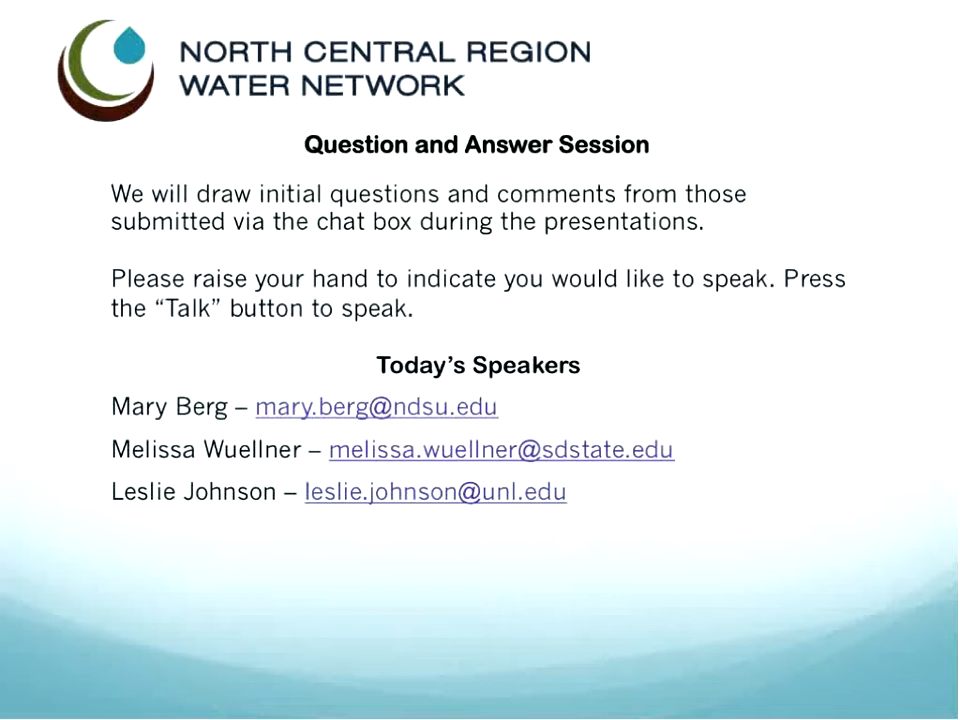 NORTH CENTRAL REGION
WATER NETWORK
Question and Answer Session
We will draw initial questions and comments from those
submitted via the chat box during the presentations.
Please raise your hand to indicate you would like to speak. Press
the “Talk” button to speak.
Today’s Speakers
Mary Berg – mary.berg@ndsu.edu
Melissa Wuellner – melissa.wuellner@sdstate.edu
Leslie Johnson – leslie.johnson@unl.edu